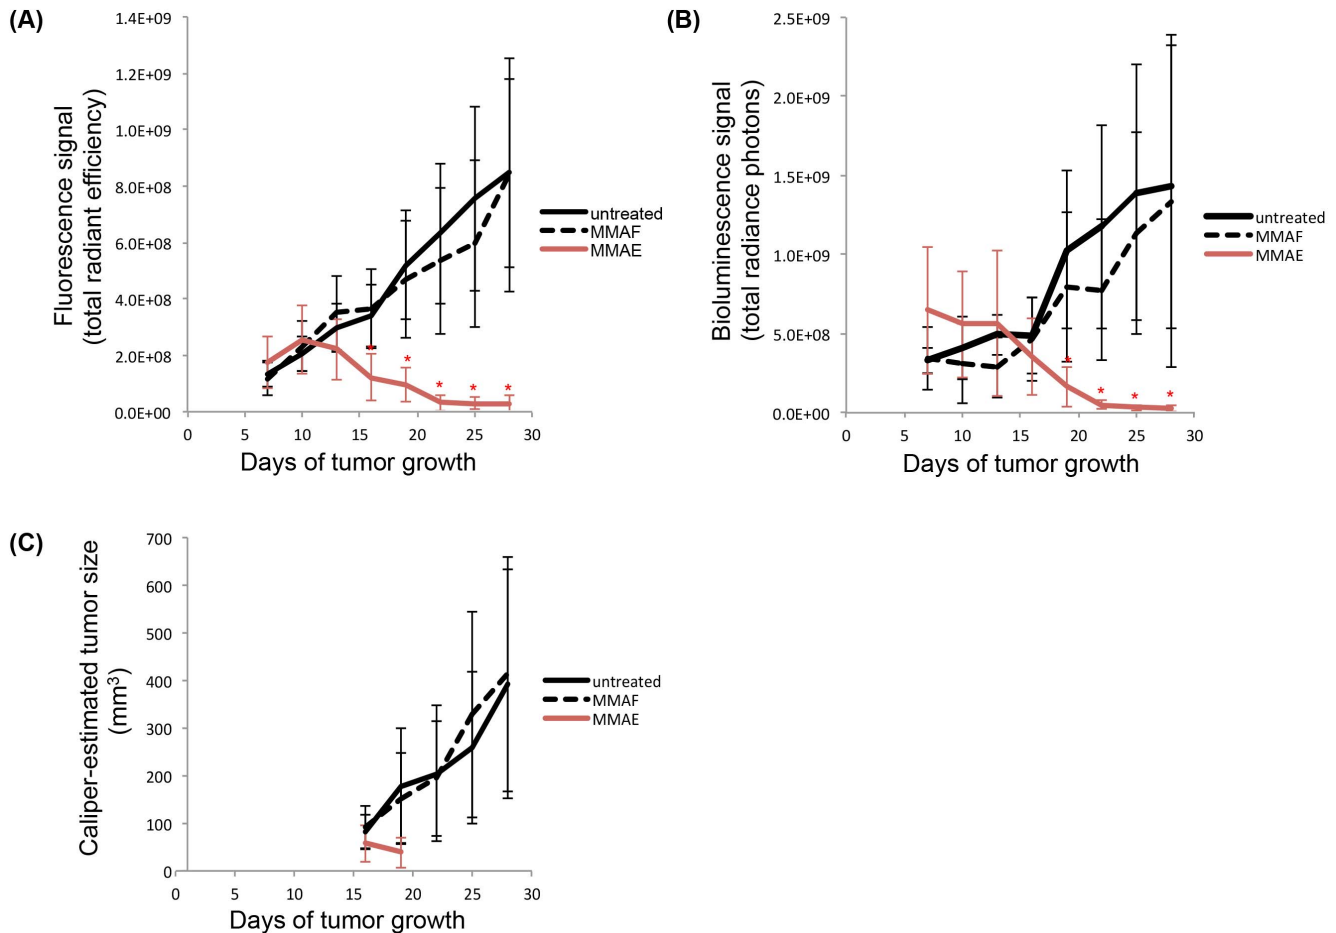 (A)
Fluorescence signal
(total radiant efficiency)
1.4E+09
1.2E+09
1.0E+09
8.0E+08
6.0E+08
4.0E+08
2.0E+08
0.0E+00
0 5 10 15 20 25 30
Days of tumor growth
*
*
*
*
*
untreated
MMAF
MMAE
(B)
Bioluminescence signal
(total radiance photons)
2.5E+09
2.0E+09
1.5E+09
1.0E+09
5.0E+08
0.0E+00
0 5 10 15 20 25 30
Days of tumor growth
*
*
*
*
untreated
MMAF
MMAE
(C)
Caliper-estimated tumor size
(mm³)
700
600
500
400
300
200
100
0
0 5 10 15 20 25 30
Days of tumor growth
untreated
MMAF
MMAE